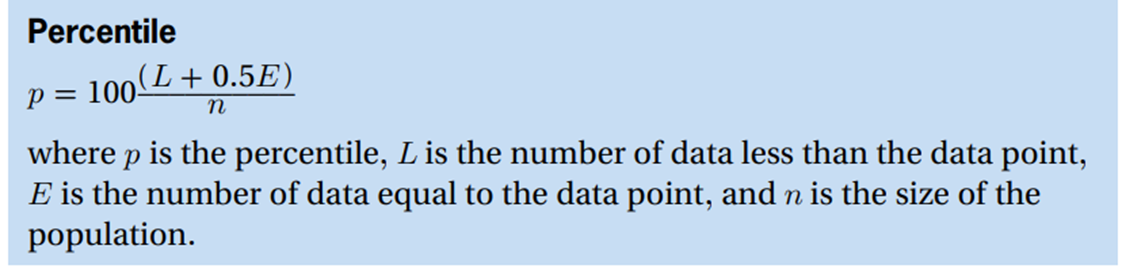 Percentile
p = 100\frac{(L + 0.5E)}{n}
where p is the percentile, L is the number of data less than the data point,
E is the number of data equal to the data point, and n is the size of the
population.